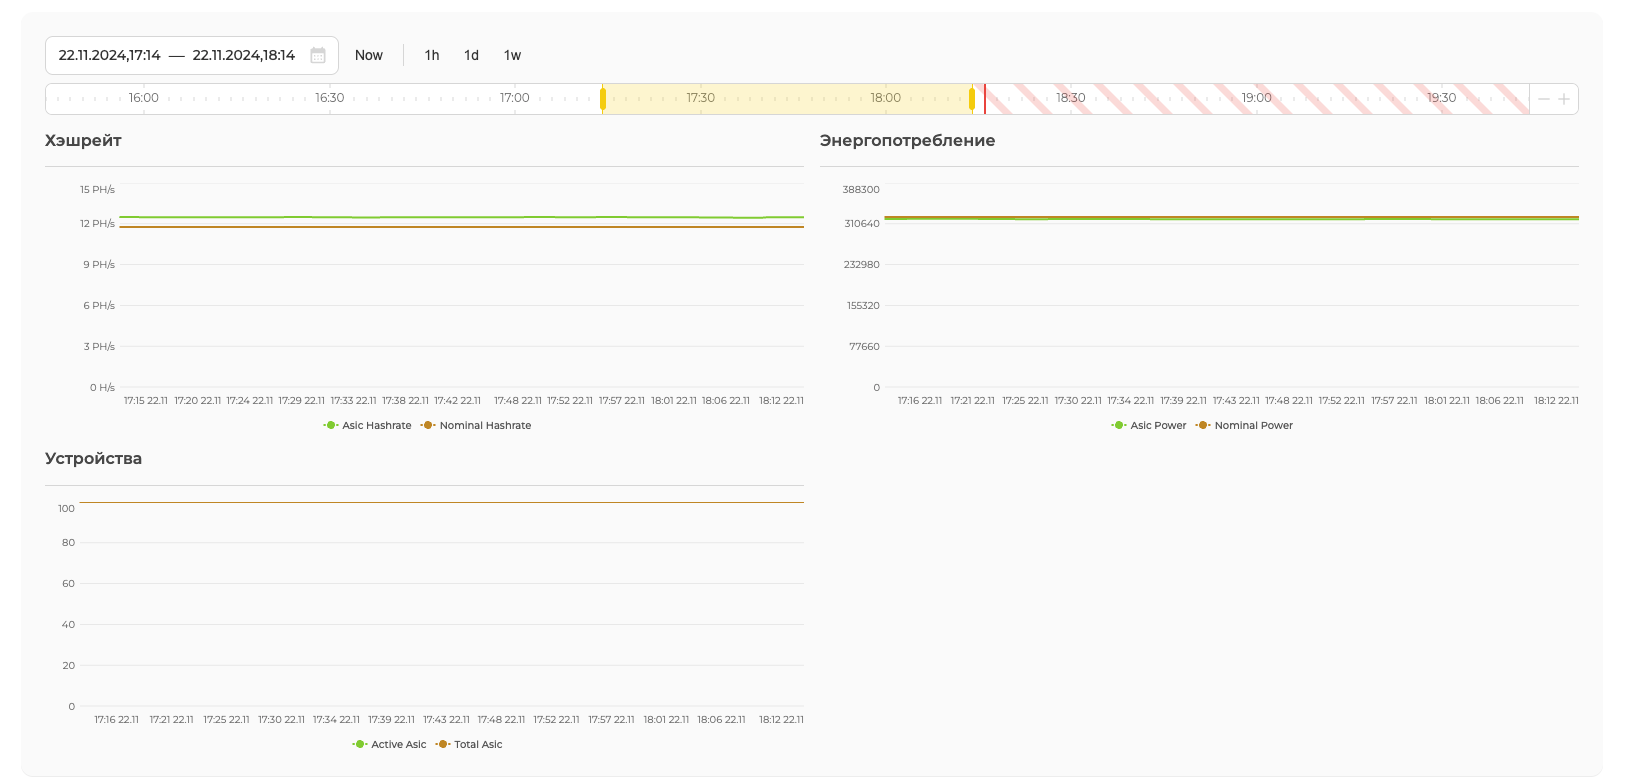 22.11.2024,17:14 — 22.11.2024,18:14 Now 1h 1d 1w
16:00 16:30 17:00 17:30 18:00 18:30 19:00 19:30 − +
Хэшрейт
15 PH/s
12 PH/s
9 PH/s
6 PH/s
3 PH/s
0 H/s
17:15 22.11 17:20 22.11 17:24 22.11 17:29 22.11 17:33 22.11 17:38 22.11 17:42 22.11 17:48 22.11 17:52 22.11 17:57 22.11 18:01 22.11 18:06 22.11 18:12 22.11
Asic Hashrate Nominal Hashrate
Энергопотребление
388300
310640
232980
155320
77660
0
17:16 22.11 17:21 22.11 17:25 22.11 17:30 22.11 17:34 22.11 17:39 22.11 17:43 22.11 17:48 22.11 17:52 22.11 17:57 22.11 18:01 22.11 18:06 22.11 18:12 22.11
Asic Power Nominal Power
Устройства
100
80
60
40
20
0
17:16 22.11 17:21 22.11 17:25 22.11 17:30 22.11 17:34 22.11 17:39 22.11 17:43 22.11 17:48 22.11 17:52 22.11 17:57 22.11 18:01 22.11 18:06 22.11 18:12 22.11
Active Asic Total Asic